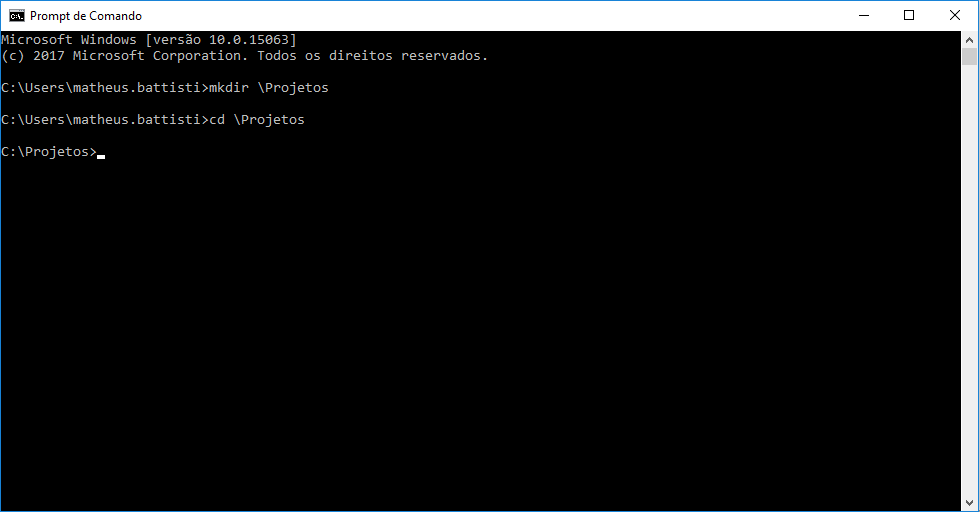 Prompt de Comando
Microsoft Windows [versão 10.0.15063]
(c) 2017 Microsoft Corporation. Todos os direitos reservados.
C:\Users\matheus.battisti>mkdir \Projetos
C:\Users\matheus.battisti>cd \Projetos
C:\Projetos>